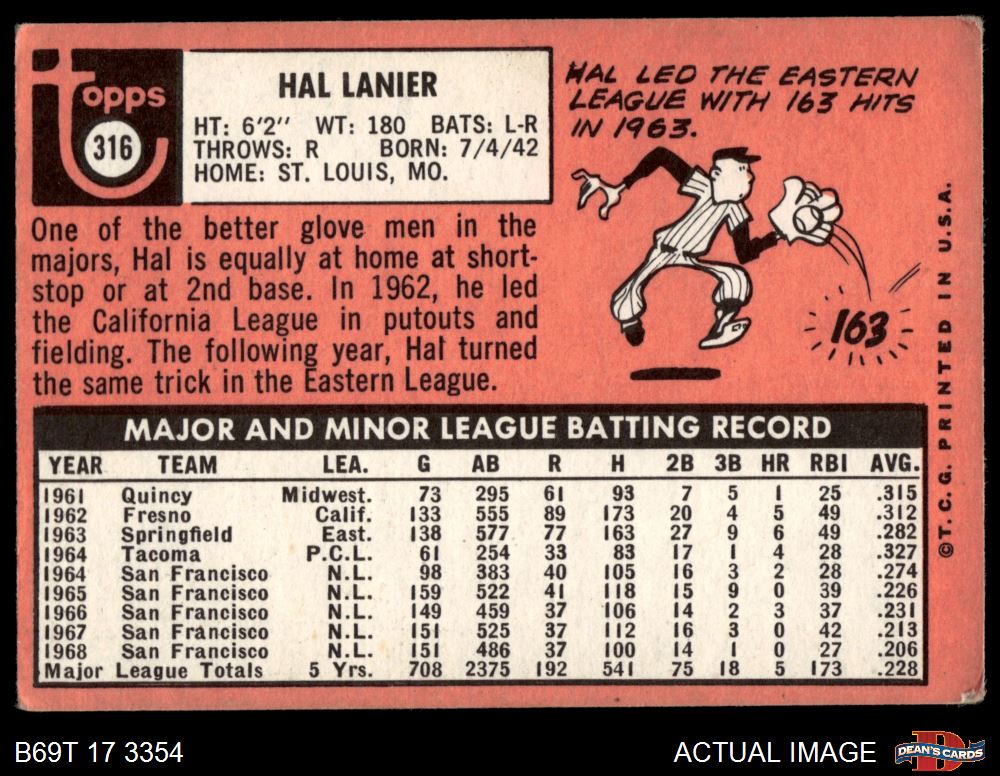 topps
316
HAL LANIER
HT: 6'2" WT: 180 BATS: L-R
THROWS: R BORN: 7/4/42
HOME: ST. LOUIS, MO.
HAL LED THE EASTERN
LEAGUE WITH 163 HITS
IN 1963.
163
One of the better glove men in the
majors, Hal is equally at home at short-
stop or at 2nd base. In 1962, he led
the California League in putouts and
fielding. The following year, Hal turned
the same trick in the Eastern League.
©T.C.G. PRINTED IN U.S.A.
MAJOR AND MINOR LEAGUE BATTING RECORD
YEAR TEAM LEA. G AB R H 2B 3B HR RBI AVG.
1961 Quincy Midwest. 73 295 61 93 7 5 1 25 .315
1962 Fresno Calif. 133 555 89 173 20 4 5 49 .312
1963 Springfield East. 138 577 77 163 27 9 6 49 .282
1964 Tacoma P.C.L. 61 254 33 83 17 1 4 28 .327
1964 San Francisco N.L. 98 383 40 105 16 3 2 28 .274
1965 San Francisco N.L. 159 522 41 118 15 9 0 39 .226
1966 San Francisco N.L. 149 459 37 106 14 2 3 37 .231
1967 San Francisco N.L. 151 525 37 112 16 3 0 42 .213
1968 San Francisco N.L. 151 486 37 100 14 1 0 27 .206
Major League Totals 5 Yrs. 708 2375 192 541 75 18 5 173 .228
B69T 17 3354
ACTUAL IMAGE
DEAN'S CARDS